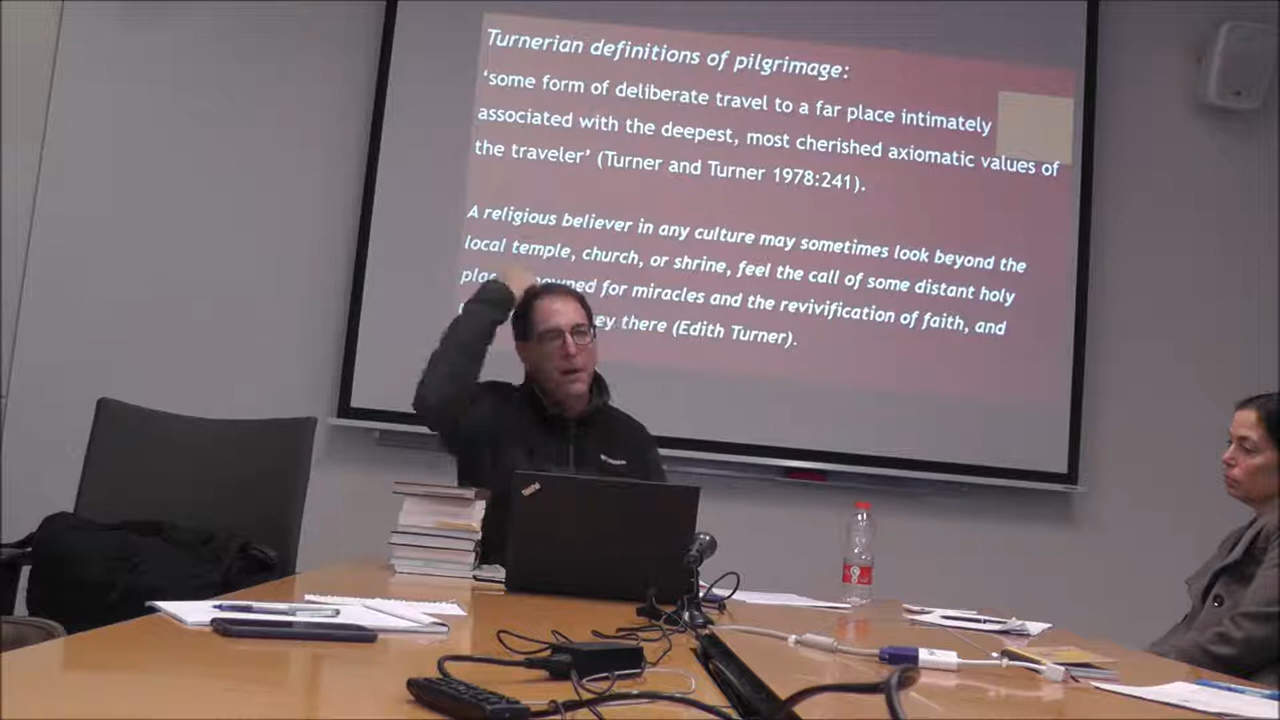 Turnerian definitions of pilgrimage:
‘some form of deliberate travel to a far place intimately
associated with the deepest, most cherished axiomatic values of
the traveler’ (Turner and Turner 1978:241).
A religious believer in any culture may sometimes look beyond the
local temple, church, or shrine, feel the call of some distant holy
for miracles and the revivification of faith, and
there (Edith Turner).
ThinkPad